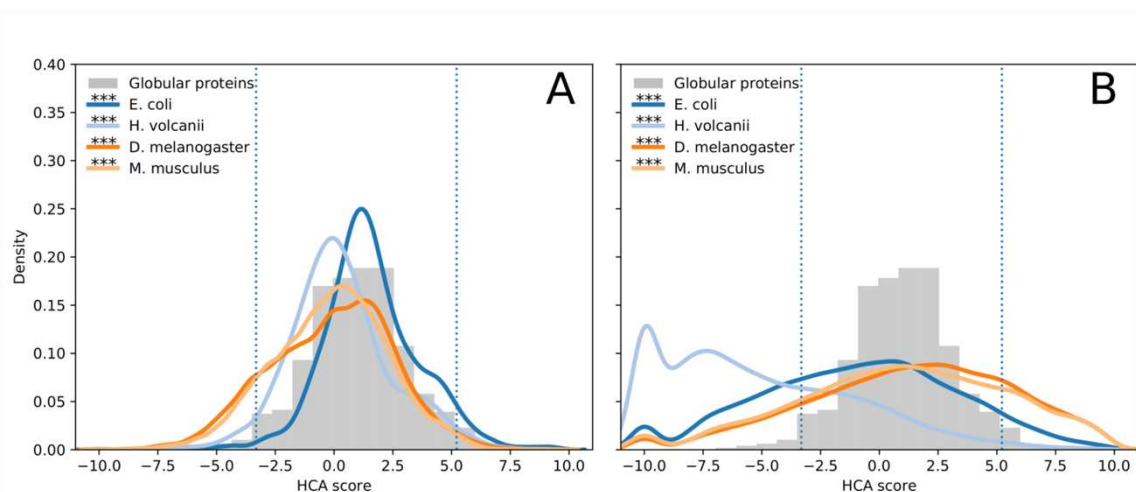 A
Globular proteins
*** E. coli
*** H. volcanii
*** D. melanogaster
*** M. musculus
Density
0.40
0.35
0.30
0.25
0.20
0.15
0.10
0.05
0.00
−10.0 −7.5 −5.0 −2.5 0.0 2.5 5.0 7.5 10.0
HCA score
B
Globular proteins
*** E. coli
*** H. volcanii
*** D. melanogaster
*** M. musculus
−10.0 −7.5 −5.0 −2.5 0.0 2.5 5.0 7.5 10.0
HCA score